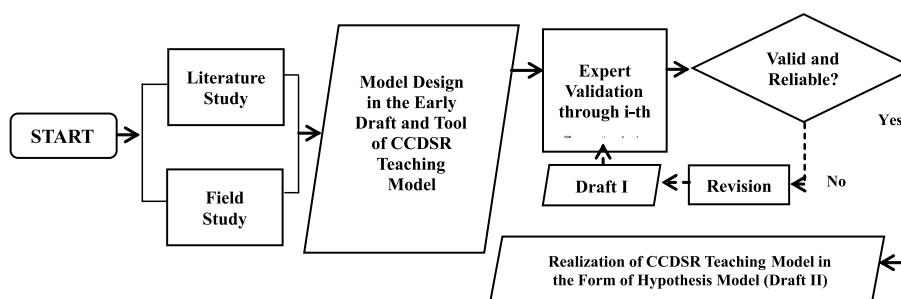 START
Literature
Study
Field
Study
Model Design
in the Early
Draft and Tool
of CCDSR
Teaching
Model
Expert
Validation
through i-th
Valid and
Reliable?
Yes
No
Revision
Draft I
Realization of CCDSR Teaching Model in
the Form of Hypothesis Model (Draft II)